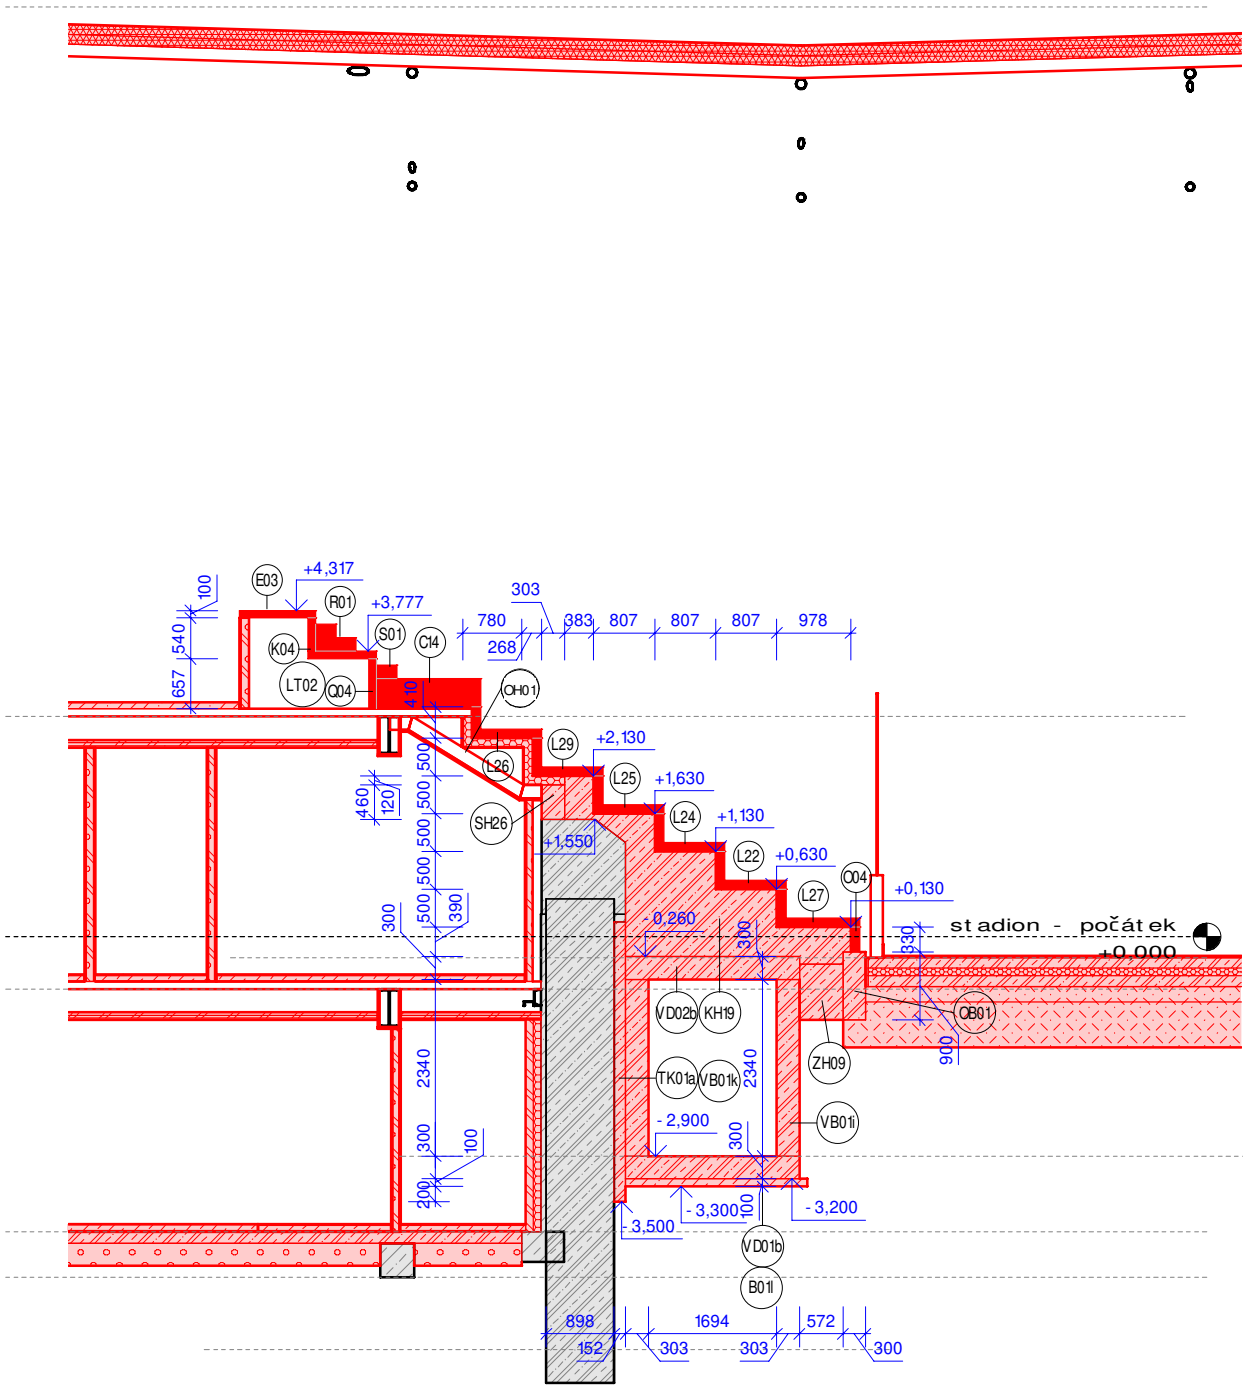 E03
+4,317
100
R01
+3,777
303
540
K04
S01
C14
780
268
383
807
807
807
978
657
LT02
Q04
410
OH01
L29
+2,130
L26
500
L25
+1,630
460
120
500
SH26
L24
+1,130
+1,550
500
L22
+0,630
500
L27
O04
+0,130
500
390
300
- 0,260
300
stadion - počátek
+0,000
330
VD02b
KH19
OB01
900
2340
TK01a
VB01k
2340
ZH09
VB01i
300
100
- 2,900
300
200
- 3,500
- 3,300
100
- 3,200
VD01b
B01l
898
1694
572
152
303
303
300